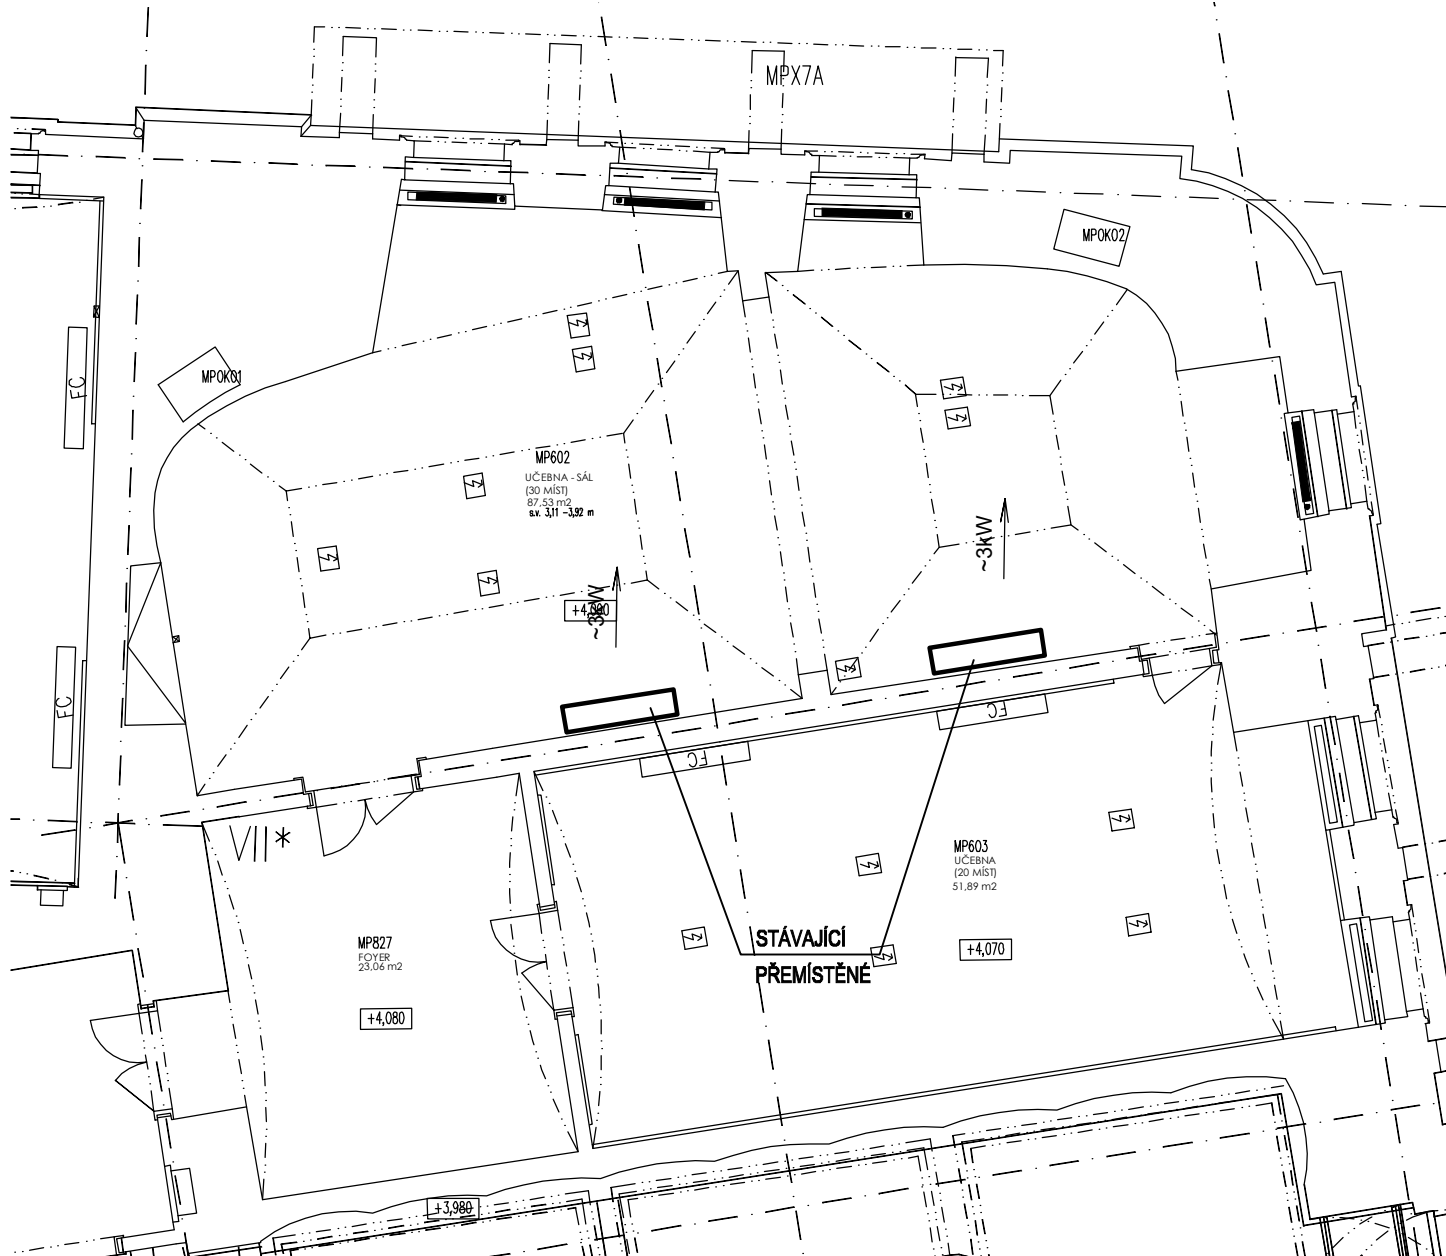 MPX7A
MPOK02
MPOK01
FC
MP602
UČEBNA - SÁL
(30 MÍST)
87,53 m2
s.v. 3,11 -3,92 m
~3kW
~3kW
FC
FC
FC
VII*
MP603
UČEBNA
(20 MÍST)
51,89 m2
MP827
FOYER
23,06 m2
STÁVAJÍCÍ
PŘEMÍSTĚNÉ
+4,070
+4,080
+3,980